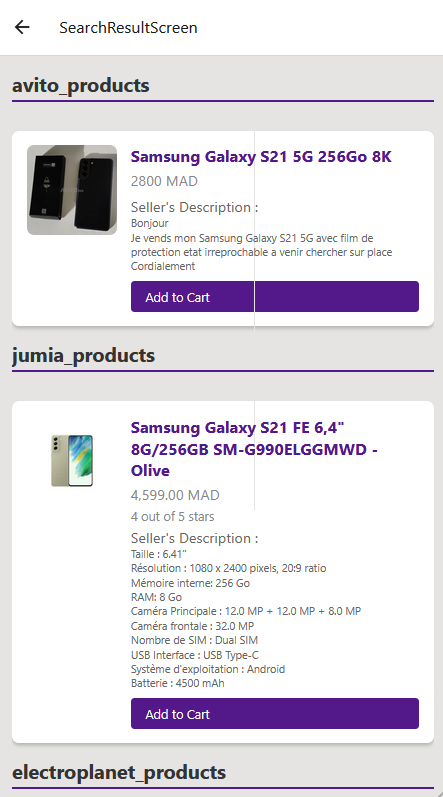 SearchResultScreen
avito_products
Samsung Galaxy S21 5G 256Go 8K
2800 MAD
Seller's Description :
Bonjour
Je vends mon Samsung Galaxy S21 5G avec film de
protection etat irreprochable a venir chercher sur place
Cordialement
Add to Cart
jumia_products
Samsung Galaxy S21 FE 6,4"
8G/256GB SM-G990ELGGMWD -
Olive
4,599.00 MAD
4 out of 5 stars
Seller's Description :
Taille : 6.41"
Résolution : 1080 x 2400 pixels, 20:9 ratio
Mémoire interne: 256 Go
RAM: 8 Go
Caméra Principale : 12.0 MP + 12.0 MP + 8.0 MP
Caméra frontale : 32.0 MP
Nombre de SIM : Dual SIM
USB Interface : USB Type-C
Système d'exploitation : Android
Batterie : 4500 mAh
Add to Cart
electroplanet_products